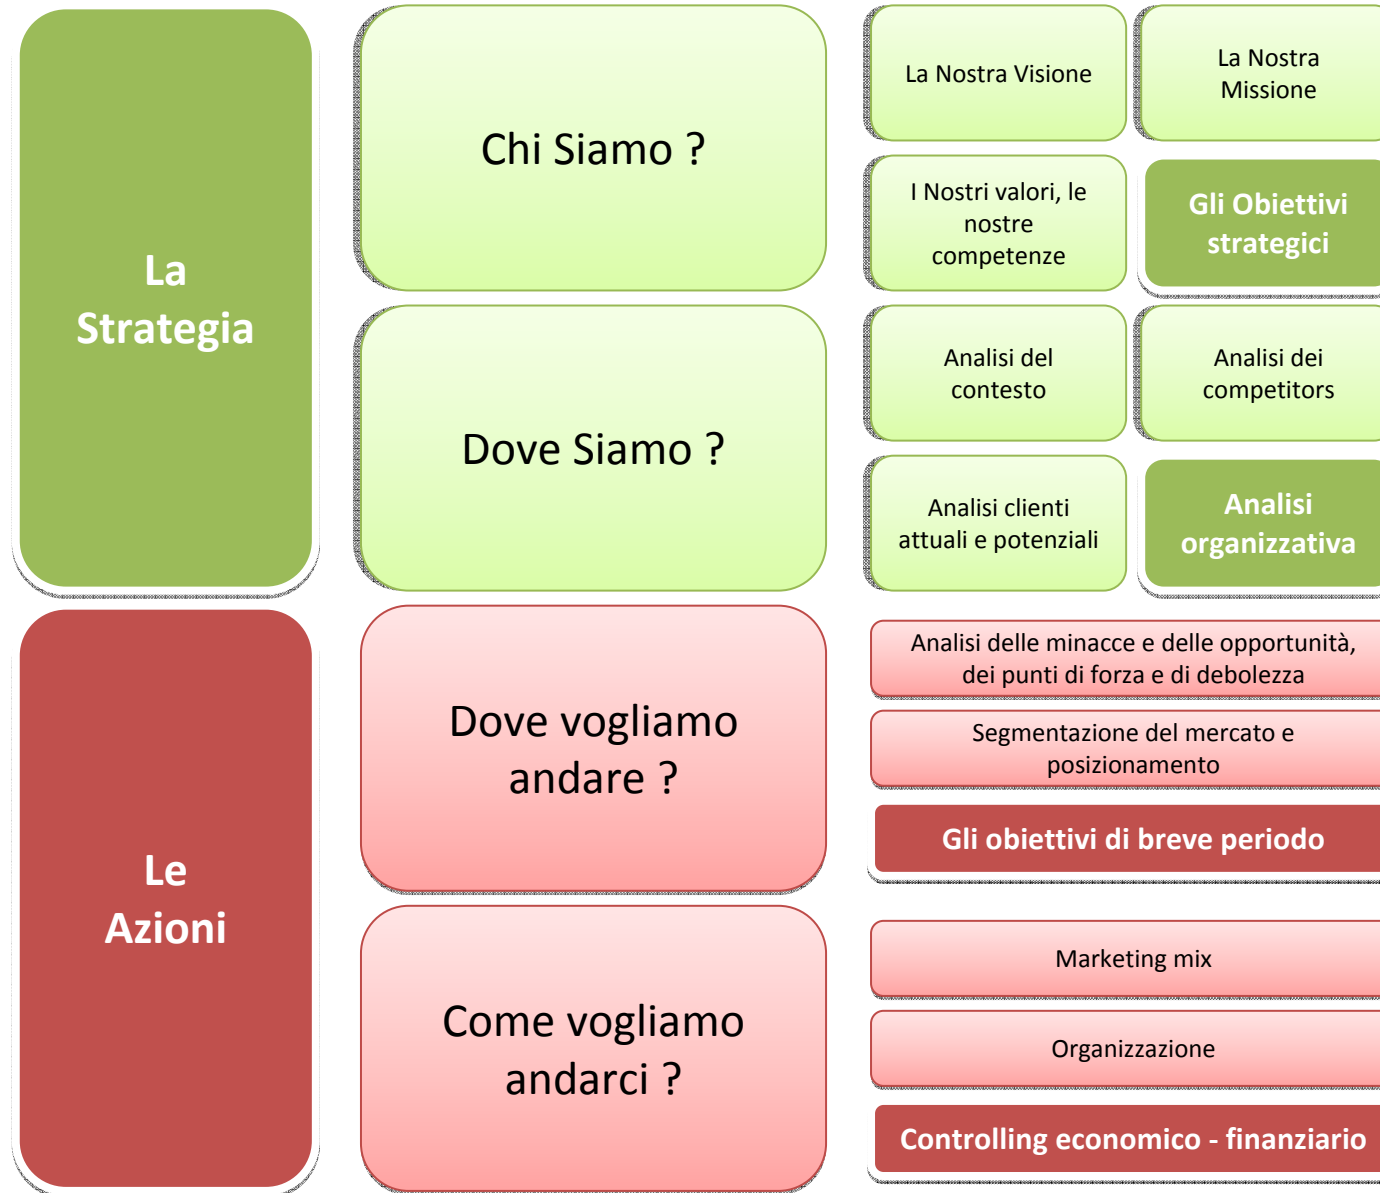 La
Strategia
Chi Siamo ?
La Nostra Visione
La Nostra
Missione
I Nostri valori, le
nostre
competenze
Gli Obiettivi
strategici
Dove Siamo ?
Analisi del
contesto
Analisi dei
competitors
Analisi clienti
attuali e potenziali
Analisi
organizzativa
Le
Azioni
Dove vogliamo
andare ?
Analisi delle minacce e delle opportunità,
dei punti di forza e di debolezza
Segmentazione del mercato e
posizionamento
Gli obiettivi di breve periodo
Come vogliamo
andarci ?
Marketing mix
Organizzazione
Controlling economico - finanziario